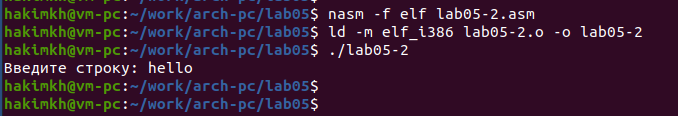 hakimkh@vm-pc:~/work/arch-pc/lab05$ nasm -f elf lab05-2.asm
hakimkh@vm-pc:~/work/arch-pc/lab05$ ld -m elf_i386 lab05-2.o -o lab05-2
hakimkh@vm-pc:~/work/arch-pc/lab05$ ./lab05-2
Введите строку: hello
hakimkh@vm-pc:~/work/arch-pc/lab05$
hakimkh@vm-pc:~/work/arch-pc/lab05$